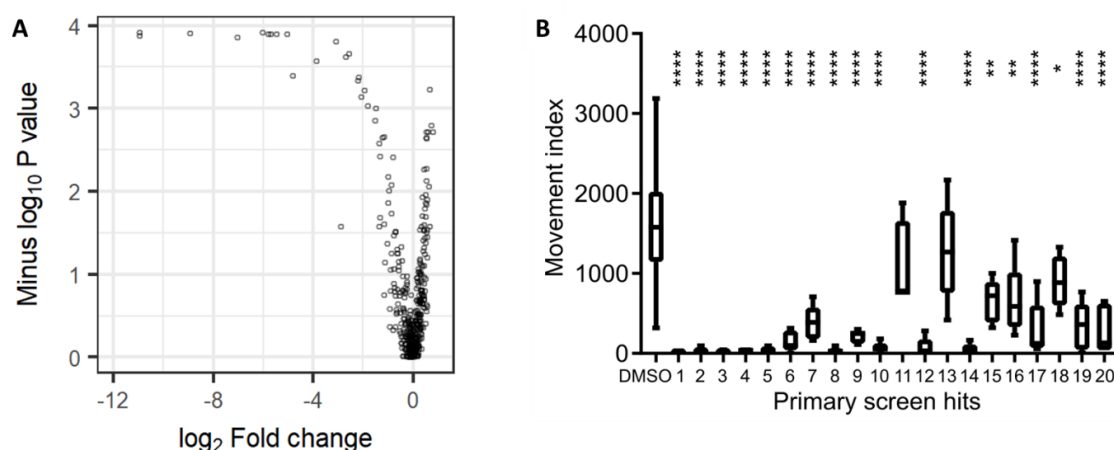 A
Minus log10 P value
4
3
2
1
0
-12
-8
-4
0
log2 Fold change
B
Movement index
4000
3000
2000
1000
0
**** **** **** **** **** **** **** **** **** **** **** **** ** ** **** * **** ****
DMSO 1 2 3 4 5 6 7 8 9 10 11 12 13 14 15 16 17 18 19 20
Primary screen hits